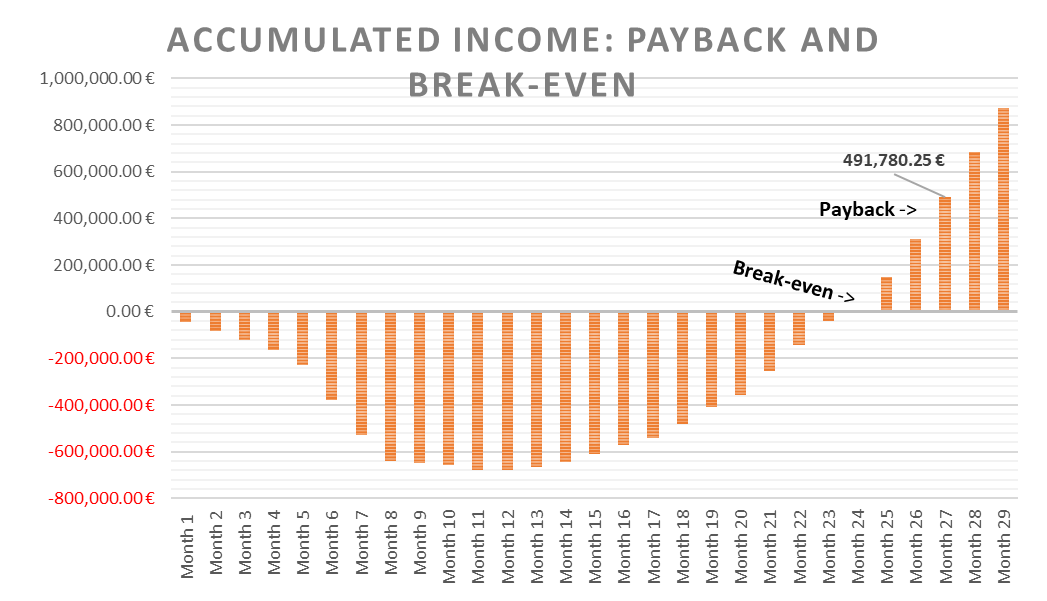 ACCUMULATED INCOME: PAYBACK AND
BREAK-EVEN
1,000,000.00 €
800,000.00 €
600,000.00 €
400,000.00 €
200,000.00 €
0.00 €
-200,000.00 €
-400,000.00 €
-600,000.00 €
-800,000.00 €
491,780.25 €
Payback ->
Break-even ->
Month 1
Month 2
Month 3
Month 4
Month 5
Month 6
Month 7
Month 8
Month 9
Month 10
Month 11
Month 12
Month 13
Month 14
Month 15
Month 16
Month 17
Month 18
Month 19
Month 20
Month 21
Month 22
Month 23
Month 24
Month 25
Month 26
Month 27
Month 28
Month 29